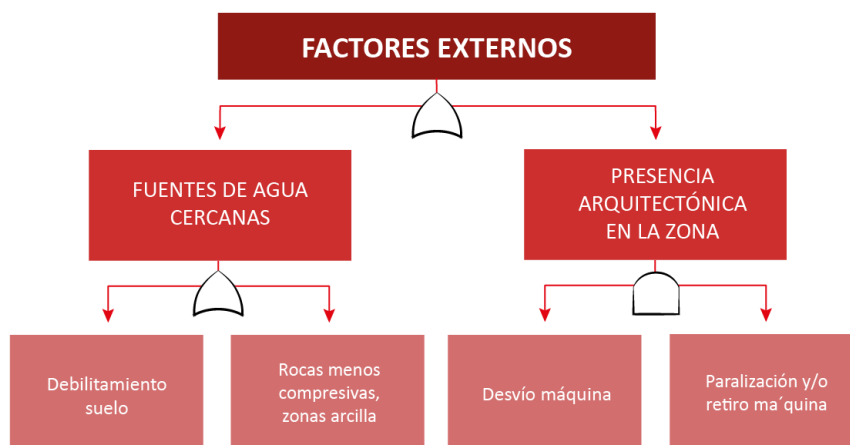 FACTORES EXTERNOS
FUENTES DE AGUA
CERCANAS
PRESENCIA
ARQUITECTÓNICA
EN LA ZONA
Debilitamiento
suelo
Rocas menos
compresivas,
zonas arcilla
Desvío máquina
Paralización y/o
retiro ma´quina